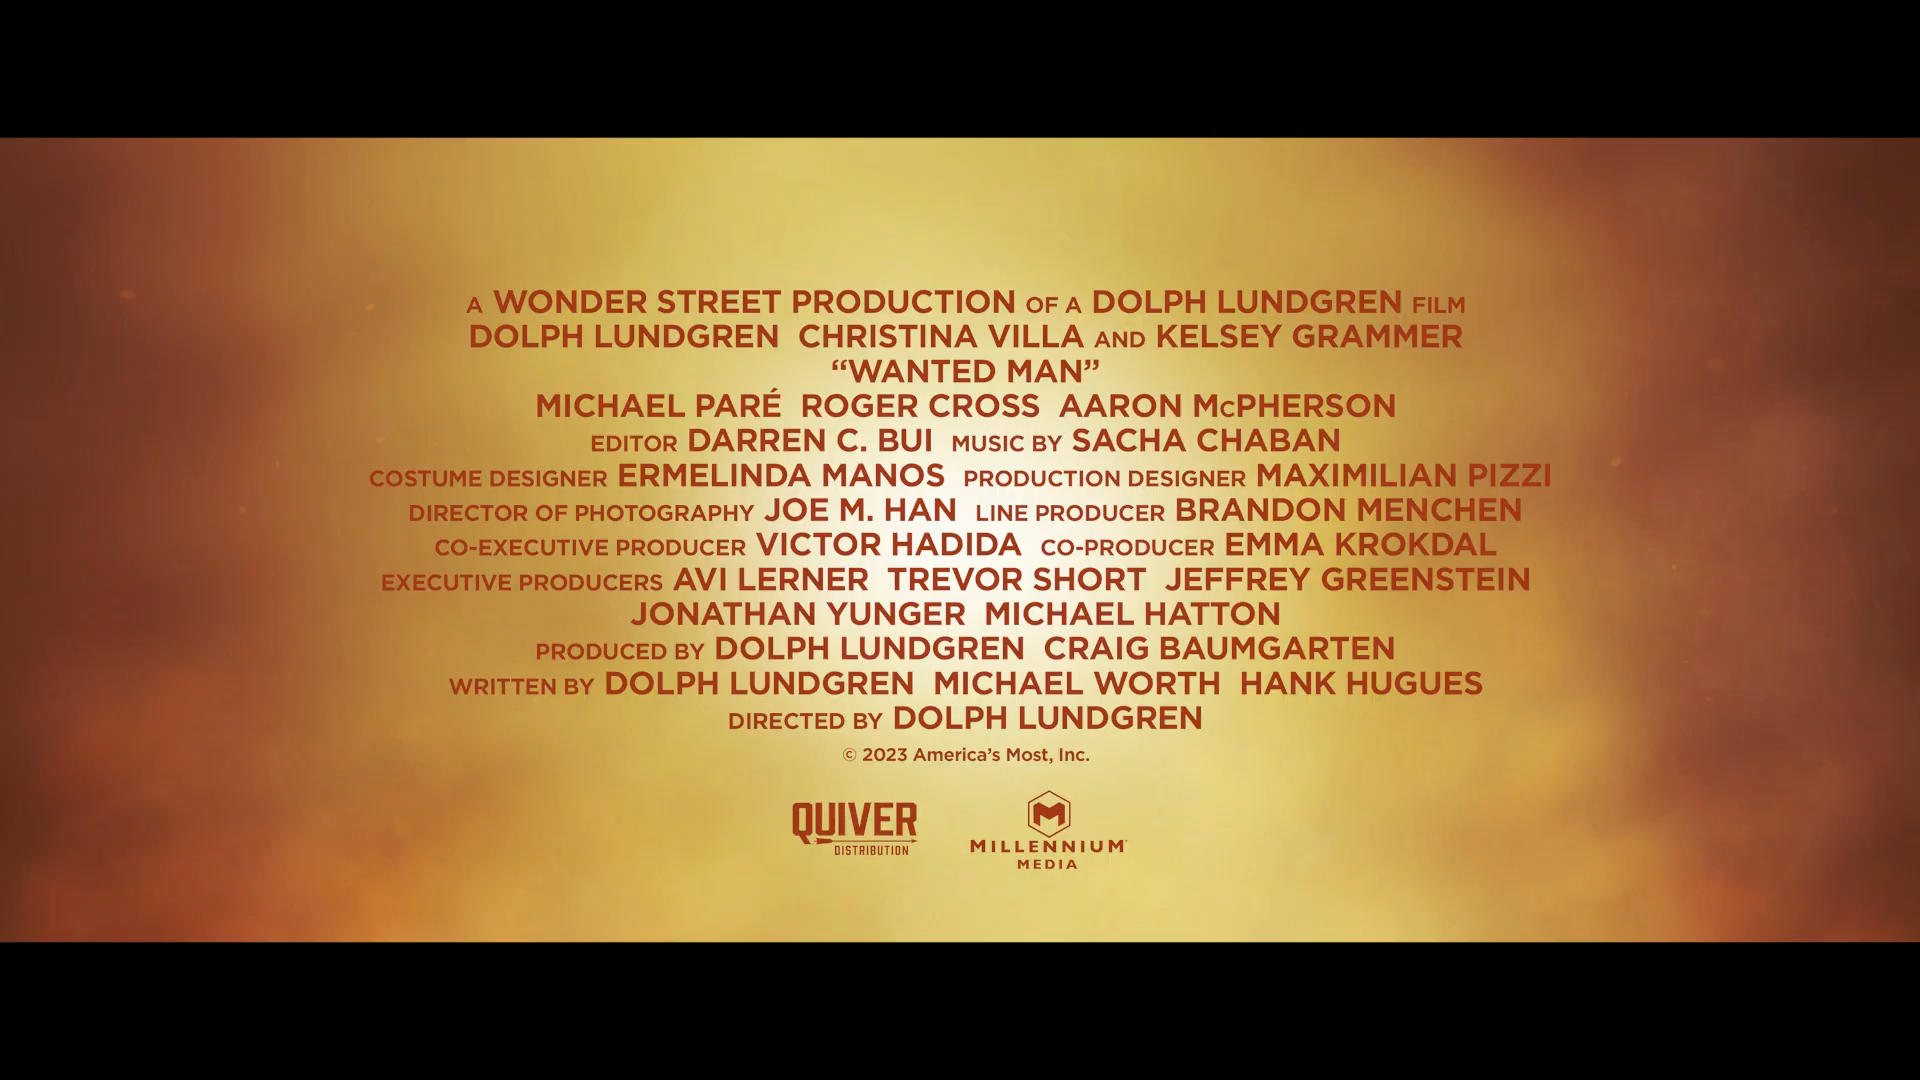 A WONDER STREET PRODUCTION OF A DOLPH LUNDGREN FILM
DOLPH LUNDGREN CHRISTINA VILLA AND KELSEY GRAMMER
“WANTED MAN”
MICHAEL PARÉ ROGER CROSS AARON McPHERSON
EDITOR DARREN C. BUI MUSIC BY SACHA CHABAN
COSTUME DESIGNER ERMELINDA MANOS PRODUCTION DESIGNER MAXIMILIAN PIZZI
DIRECTOR OF PHOTOGRAPHY JOE M. HAN LINE PRODUCER BRANDON MENCHEN
CO-EXECUTIVE PRODUCER VICTOR HADIDA CO-PRODUCER EMMA KROKDAL
EXECUTIVE PRODUCERS AVI LERNER TREVOR SHORT JEFFREY GREENSTEIN
JONATHAN YUNGER MICHAEL HATTON
PRODUCED BY DOLPH LUNDGREN CRAIG BAUMGARTEN
WRITTEN BY DOLPH LUNDGREN MICHAEL WORTH HANK HUGUES
DIRECTED BY DOLPH LUNDGREN
© 2023 America’s Most, Inc.
QUIVER
DISTRIBUTION
MILLENNIUM
MEDIA